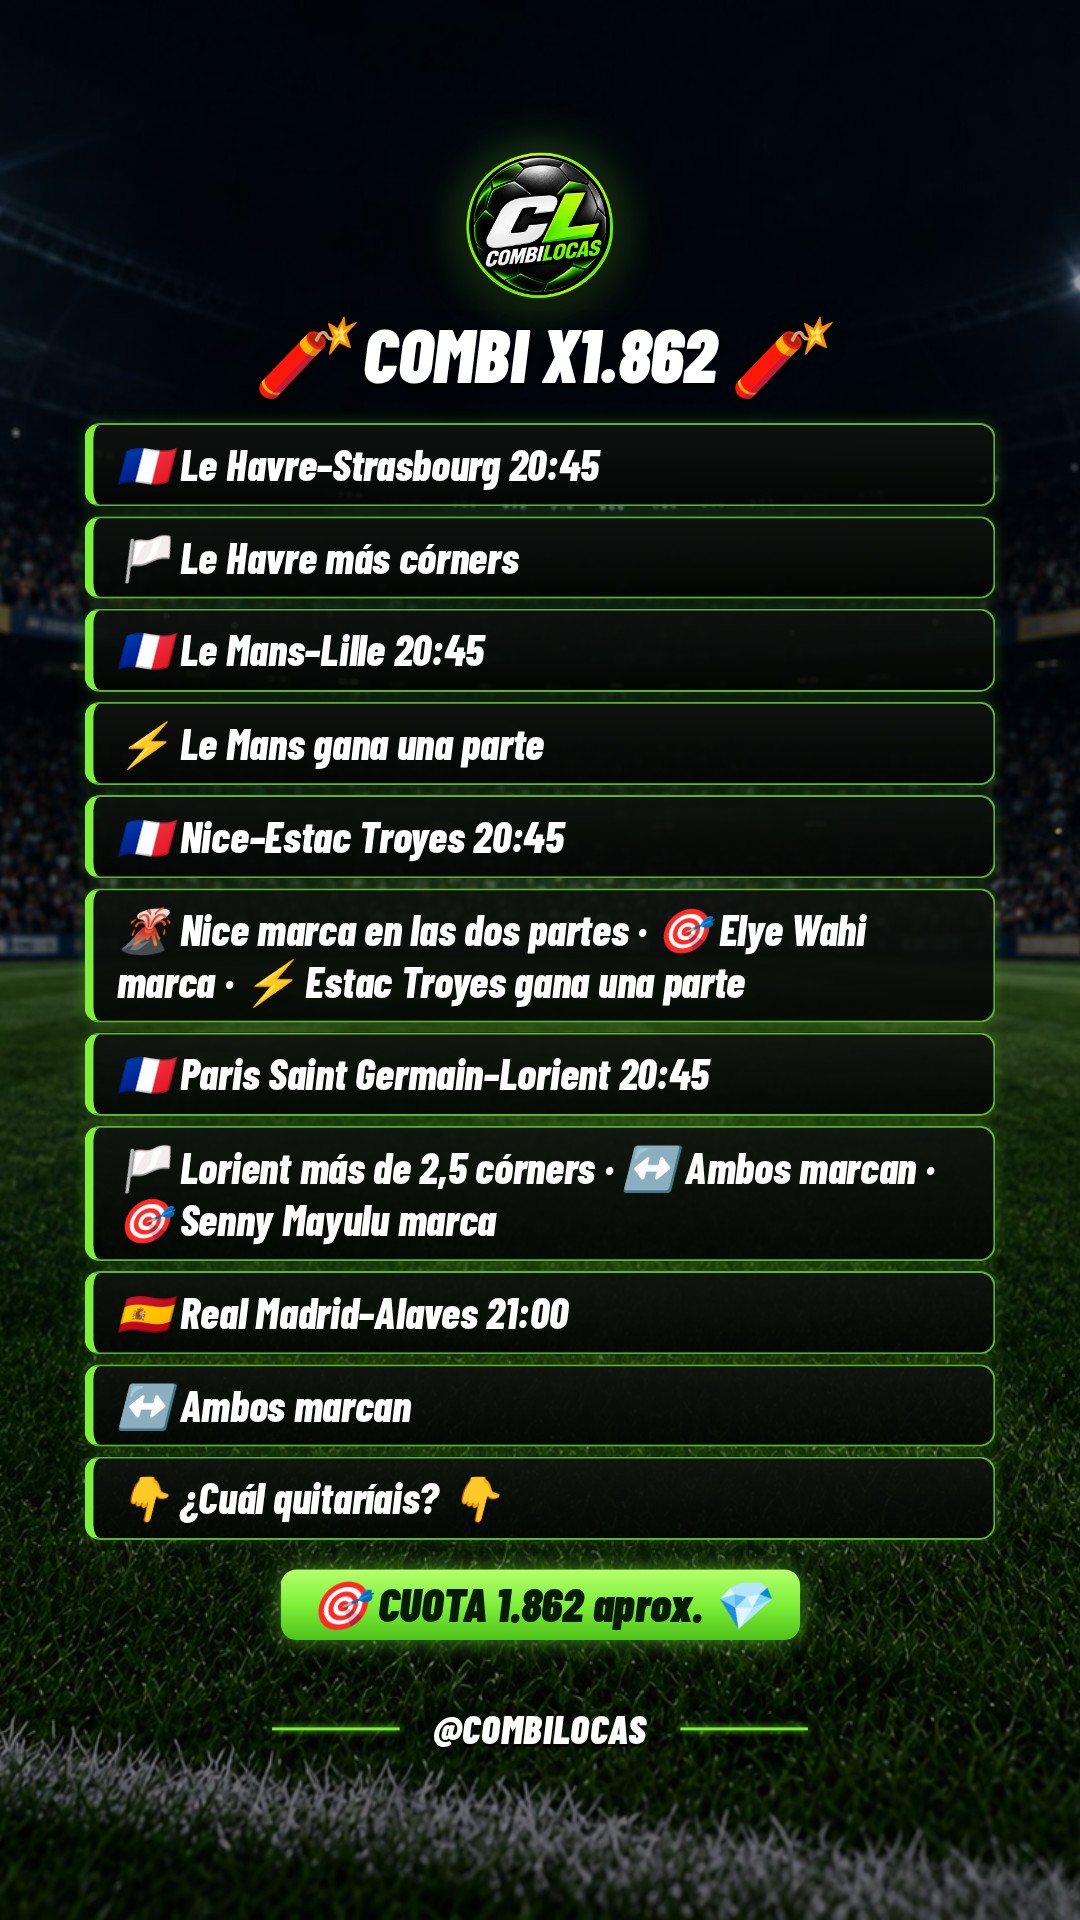 CL
COMBILOCAS
🧨 COMBI X1.862 🧨
🇫🇷 Le Havre-Strasbourg 20:45
🏳️ Le Havre más córners
🇫🇷 Le Mans-Lille 20:45
⚡ Le Mans gana una parte
🇫🇷 Nice-Estac Troyes 20:45
🌋 Nice marca en las dos partes · 🎯 Elye Wahi
marca · ⚡ Estac Troyes gana una parte
🇫🇷 Paris Saint Germain-Lorient 20:45
🏳️ Lorient más de 2,5 córners · ↔️ Ambos marcan ·
🎯 Senny Mayulu marca
🇪🇸 Real Madrid-Alaves 21:00
↔️ Ambos marcan
👇 ¿Cuál quitaríais? 👇
🎯 CUOTA 1.862 aprox. 💎
@COMBILOCAS